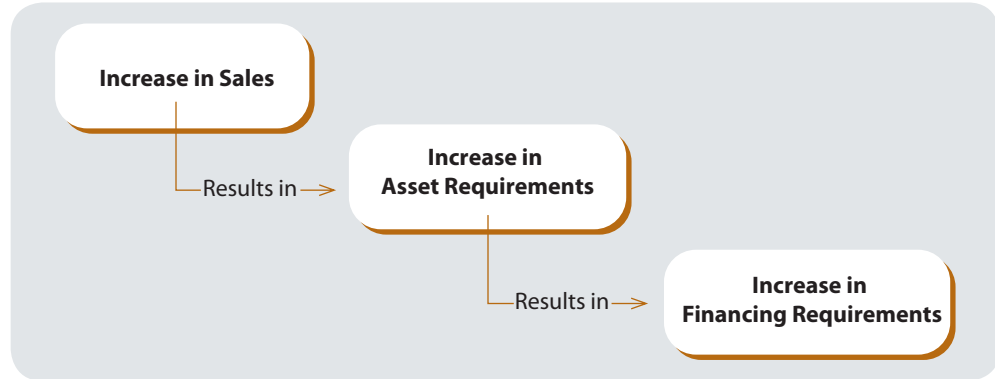 Increase in Sales
Results in
Increase in
Asset Requirements
Results in
Increase in
Financing Requirements